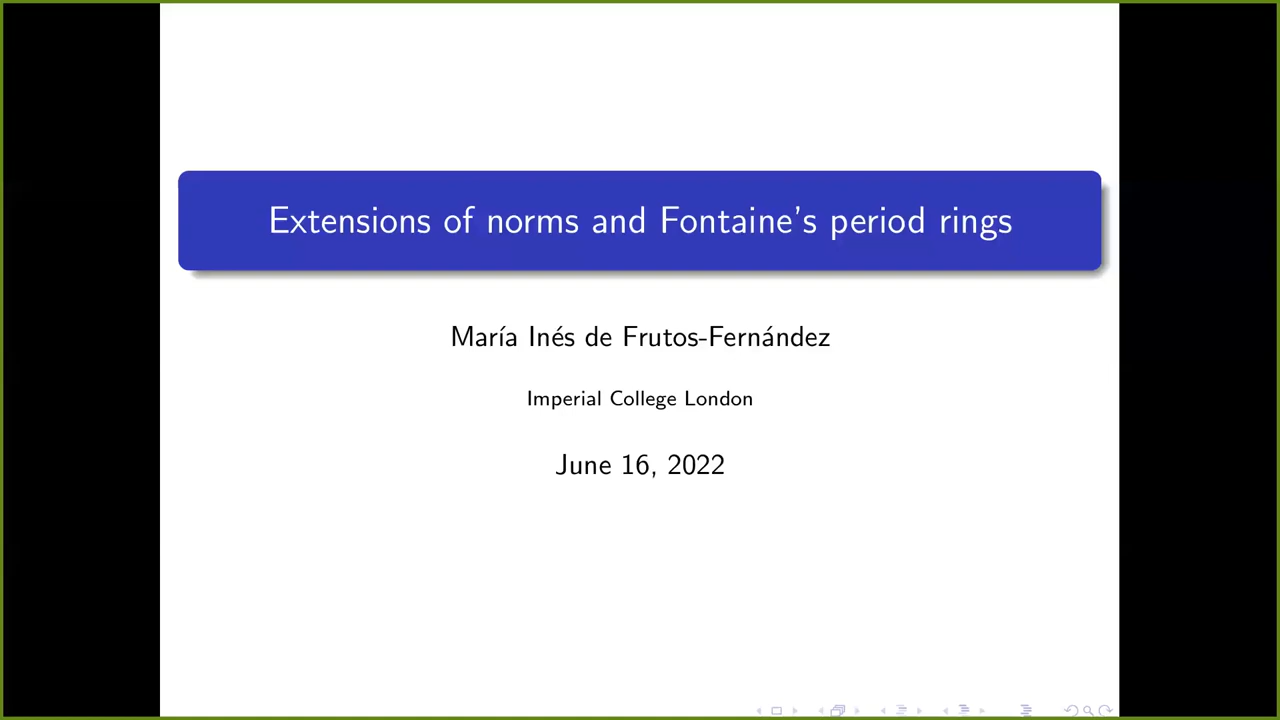 Extensions of norms and Fontaine's period rings
María Inés de Frutos-Fernández
Imperial College London
June 16, 2022